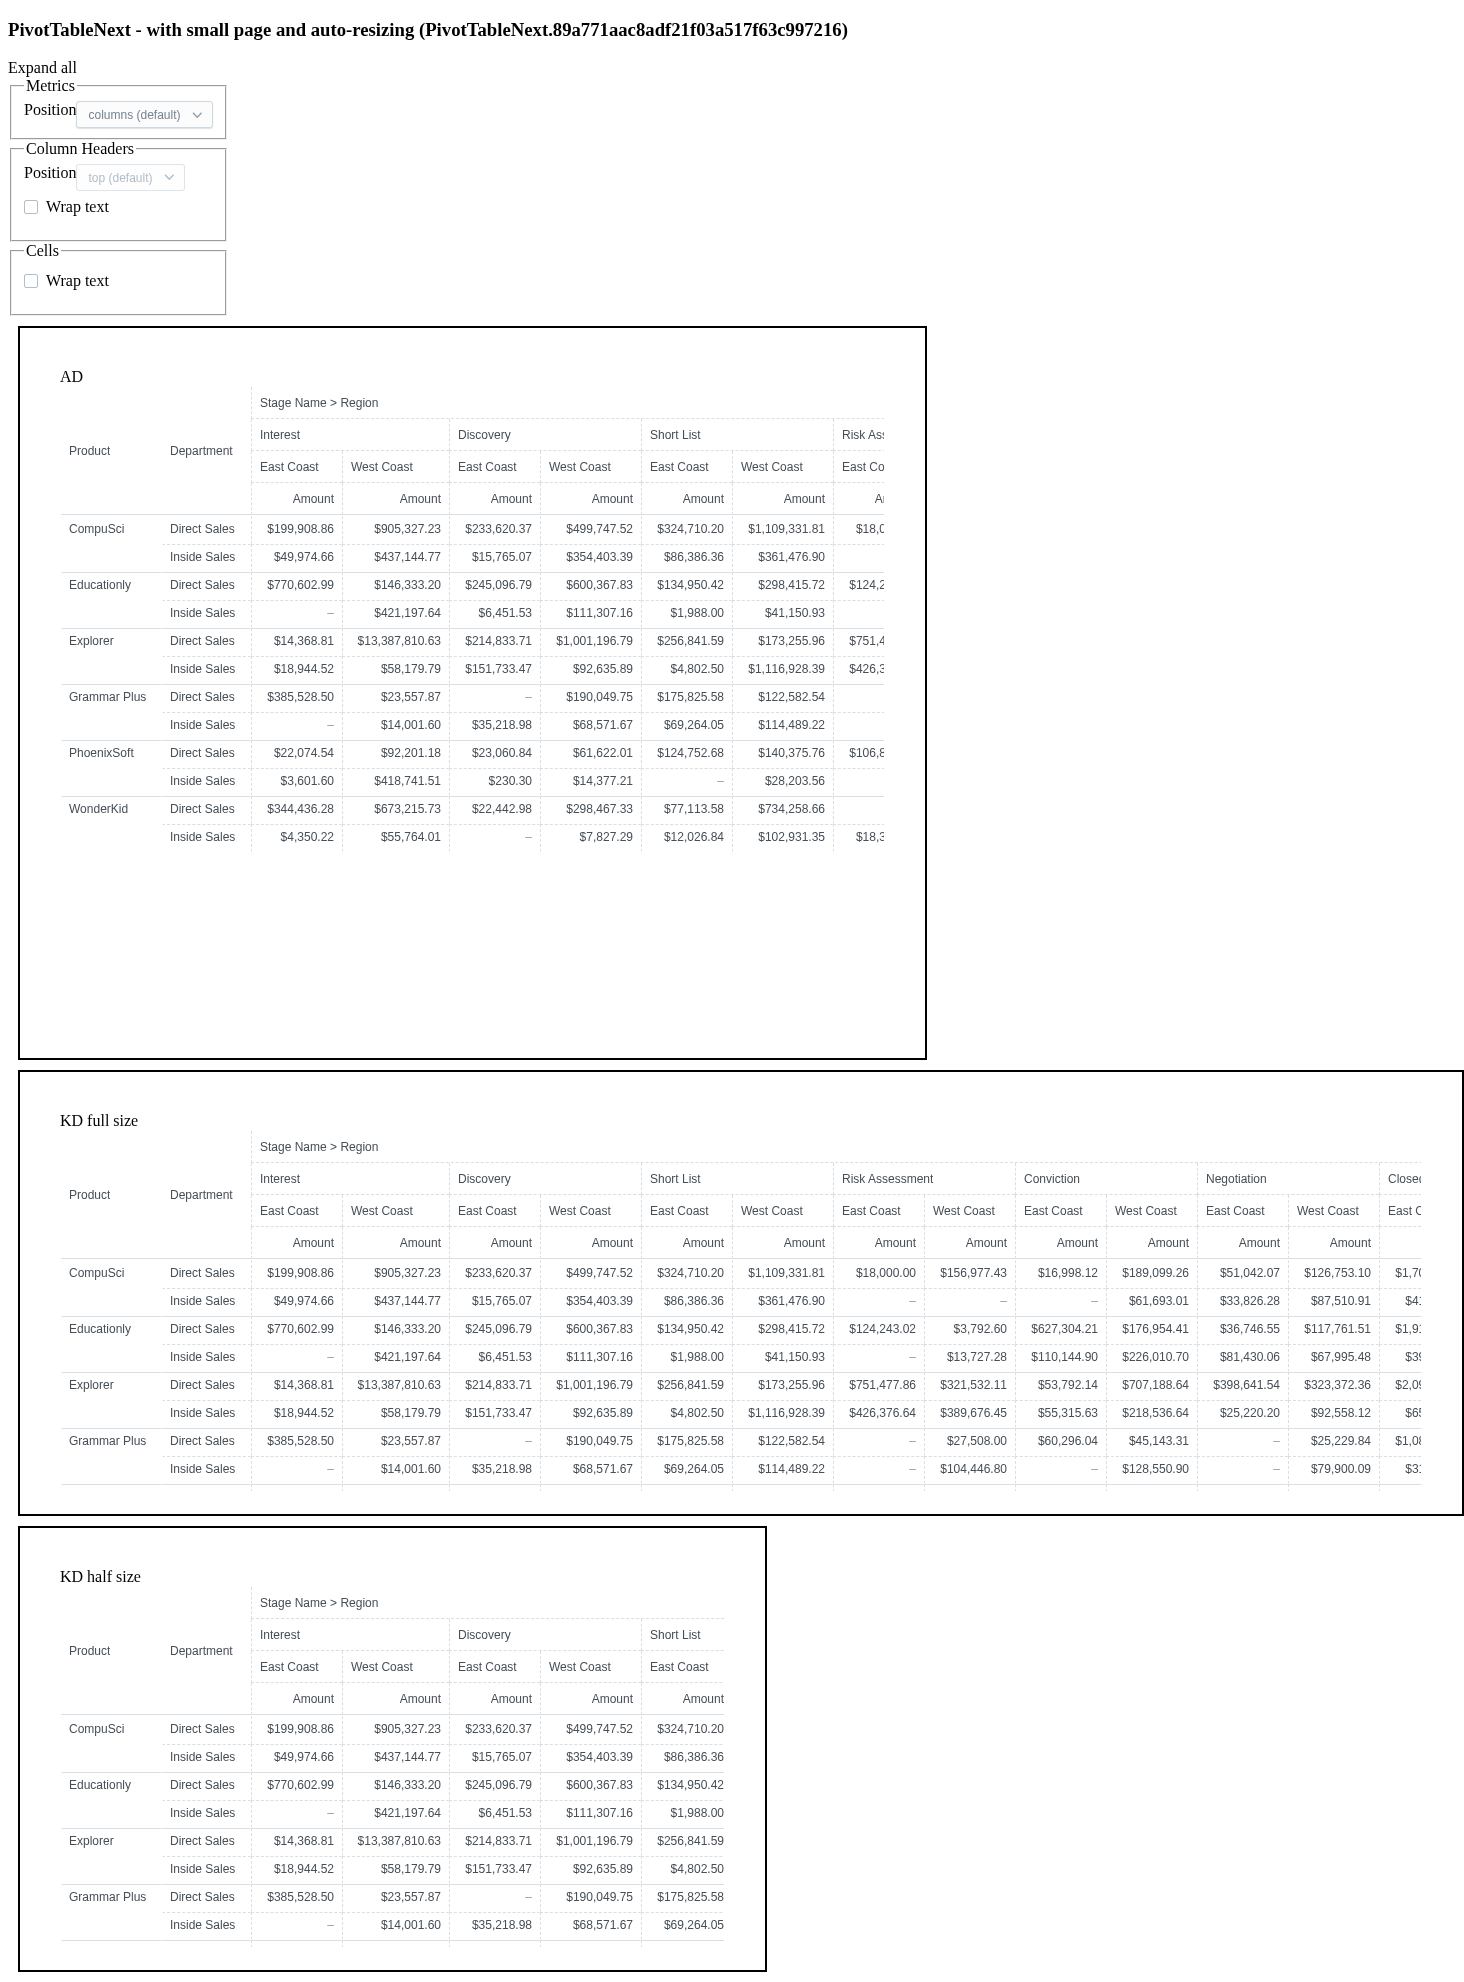 PivotTableNext - with small page and auto-resizing (PivotTableNext.89a771aac8adf21f03a517f63c997216)
Expand all
Metrics
Position columns (default)
Column Headers
Position top (default)
Wrap text
Cells
Wrap text
AD
Stage Name > Region
Interest Discovery Short List Risk Ass
Product Department
East Coast West Coast East Coast West Coast East Coast West Coast East Co
Amount Amount Amount Amount Amount Amount A
CompuSci Direct Sales $199,908.86 $905,327.23 $233,620.37 $499,747.52 $324,710.20 $1,109,331.81 $18,0
Inside Sales $49,974.66 $437,144.77 $15,765.07 $354,403.39 $86,386.36 $361,476.90
Educationly Direct Sales $770,602.99 $146,333.20 $245,096.79 $600,367.83 $134,950.42 $298,415.72 $124,2
Inside Sales – $421,197.64 $6,451.53 $111,307.16 $1,988.00 $41,150.93
Explorer Direct Sales $14,368.81 $13,387,810.63 $214,833.71 $1,001,196.79 $256,841.59 $173,255.96 $751,4
Inside Sales $18,944.52 $58,179.79 $151,733.47 $92,635.89 $4,802.50 $1,116,928.39 $426,3
Grammar Plus Direct Sales $385,528.50 $23,557.87 – $190,049.75 $175,825.58 $122,582.54
Inside Sales – $14,001.60 $35,218.98 $68,571.67 $69,264.05 $114,489.22
PhoenixSoft Direct Sales $22,074.54 $92,201.18 $23,060.84 $61,622.01 $124,752.68 $140,375.76 $106,8
Inside Sales $3,601.60 $418,741.51 $230.30 $14,377.21 – $28,203.56
WonderKid Direct Sales $344,436.28 $673,215.73 $22,442.98 $298,467.33 $77,113.58 $734,258.66
Inside Sales $4,350.22 $55,764.01 – $7,827.29 $12,026.84 $102,931.35 $18,3
KD full size
Stage Name > Region
Interest Discovery Short List Risk Assessment Conviction Negotiation Closed
Product Department
East Coast West Coast East Coast West Coast East Coast West Coast East Coast West Coast East Coast West Coast East Coast West Coast East C
Amount Amount Amount Amount Amount Amount Amount Amount Amount Amount Amount Amount
CompuSci Direct Sales $199,908.86 $905,327.23 $233,620.37 $499,747.52 $324,710.20 $1,109,331.81 $18,000.00 $156,977.43 $16,998.12 $189,099.26 $51,042.07 $126,753.10 $1,70
Inside Sales $49,974.66 $437,144.77 $15,765.07 $354,403.39 $86,386.36 $361,476.90 – – – $61,693.01 $33,826.28 $87,510.91 $41
Educationly Direct Sales $770,602.99 $146,333.20 $245,096.79 $600,367.83 $134,950.42 $298,415.72 $124,243.02 $3,792.60 $627,304.21 $176,954.41 $36,746.55 $117,761.51 $1,91
Inside Sales – $421,197.64 $6,451.53 $111,307.16 $1,988.00 $41,150.93 – $13,727.28 $110,144.90 $226,010.70 $81,430.06 $67,995.48 $39
Explorer Direct Sales $14,368.81 $13,387,810.63 $214,833.71 $1,001,196.79 $256,841.59 $173,255.96 $751,477.86 $321,532.11 $53,792.14 $707,188.64 $398,641.54 $323,372.36 $2,09
Inside Sales $18,944.52 $58,179.79 $151,733.47 $92,635.89 $4,802.50 $1,116,928.39 $426,376.64 $389,676.45 $55,315.63 $218,536.64 $25,220.20 $92,558.12 $65
Grammar Plus Direct Sales $385,528.50 $23,557.87 – $190,049.75 $175,825.58 $122,582.54 – $27,508.00 $60,296.04 $45,143.31 – $25,229.84 $1,08
Inside Sales – $14,001.60 $35,218.98 $68,571.67 $69,264.05 $114,489.22 – $104,446.80 – $128,550.90 – $79,900.09 $31
KD half size
Stage Name > Region
Interest Discovery Short List
Product Department
East Coast West Coast East Coast West Coast East Coast
Amount Amount Amount Amount Amount
CompuSci Direct Sales $199,908.86 $905,327.23 $233,620.37 $499,747.52 $324,710.20
Inside Sales $49,974.66 $437,144.77 $15,765.07 $354,403.39 $86,386.36
Educationly Direct Sales $770,602.99 $146,333.20 $245,096.79 $600,367.83 $134,950.42
Inside Sales – $421,197.64 $6,451.53 $111,307.16 $1,988.00
Explorer Direct Sales $14,368.81 $13,387,810.63 $214,833.71 $1,001,196.79 $256,841.59
Inside Sales $18,944.52 $58,179.79 $151,733.47 $92,635.89 $4,802.50
Grammar Plus Direct Sales $385,528.50 $23,557.87 – $190,049.75 $175,825.58
Inside Sales – $14,001.60 $35,218.98 $68,571.67 $69,264.05